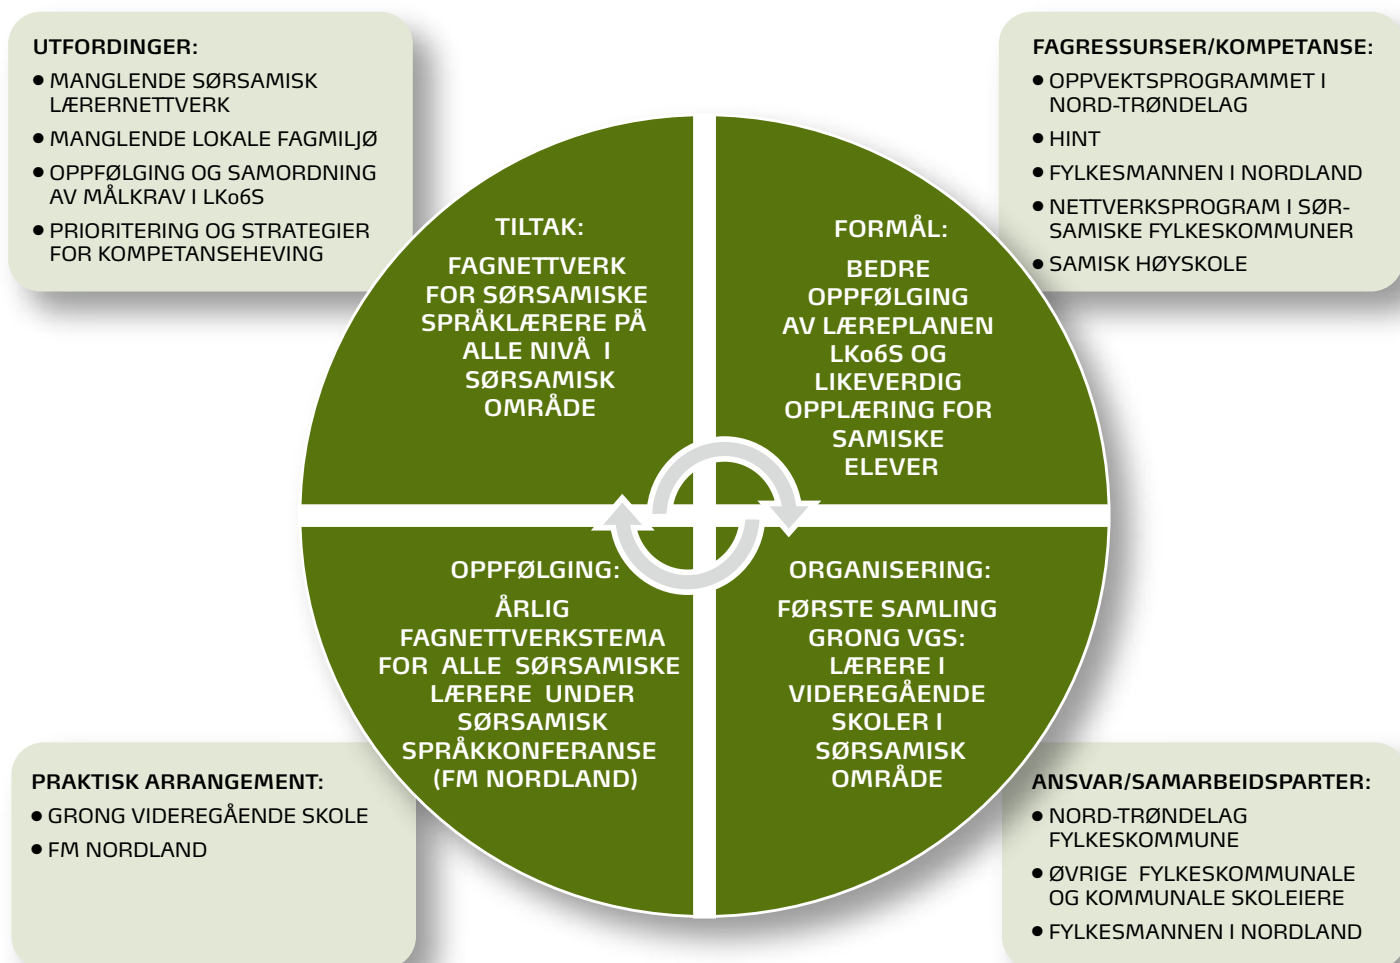 UTFORDINGER:
• MANGLENDE SØRSAMISK
LÆRERNETTVERK
• MANGLENDE LOKALE FAGMILJØ
• OPPFØLGING OG SAMORDNING
AV MÅLKRAV I LK06S
• PRIORITERING OG STRATEGIER
FOR KOMPETANSEHEVING
FAGRESSURSER/KOMPETANSE:
• OPPVEKTSPROGRAMMET I
NORD-TRØNDELAG
• HINT
• FYLKESMANNEN I NORDLAND
• NETTVERKSPROGRAM I SØR-
SAMISKE FYLKESKOMMUNER
• SAMISK HØYSKOLE
TILTAK:
FAGNETTVERK
FOR SØRSAMISKE
SPRÅKLÆRERE PÅ
ALLE NIVÅ I
SØRSAMISK
OMRÅDE
FORMÅL:
BEDRE
OPPFØLGING
AV LÆREPLANEN
LK06S OG
LIKEVERDIG
OPPLÆRING FOR
SAMISKE
ELEVER
OPPFØLGING:
ÅRLIG
FAGNETTVERKSTEMA
FOR ALLE SØRSAMISKE
LÆRERE UNDER
SØRSAMISK
SPRÅKKONFERANSE
(FM NORDLAND)
ORGANISERING:
FØRSTE SAMLING
GRONG VGS:
LÆRERE I
VIDEREGÅENDE
SKOLER I
SØRSAMISK
OMRÅDE
PRAKTISK ARRANGEMENT:
• GRONG VIDEREGÅENDE SKOLE
• FM NORDLAND
ANSVAR/SAMARBEIDSPARTER:
• NORD-TRØNDELAG
FYLKESKOMMUNE
• ØVRIGE FYLKESKOMMUNALE
OG KOMMUNALE SKOLEIERE
• FYLKESMANNEN I NORDLAND